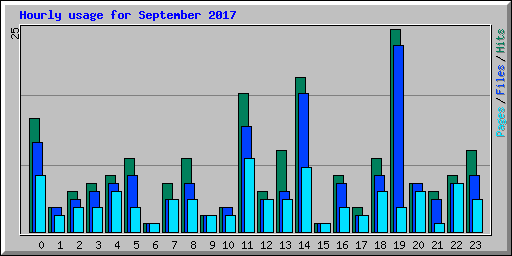 Hourly usage for September 2017
25
Pages/Files/Hits
0 1 2 3 4 5 6 7 8 9 10 11 12 13 14 15 16 17 18 19 20 21 22 23